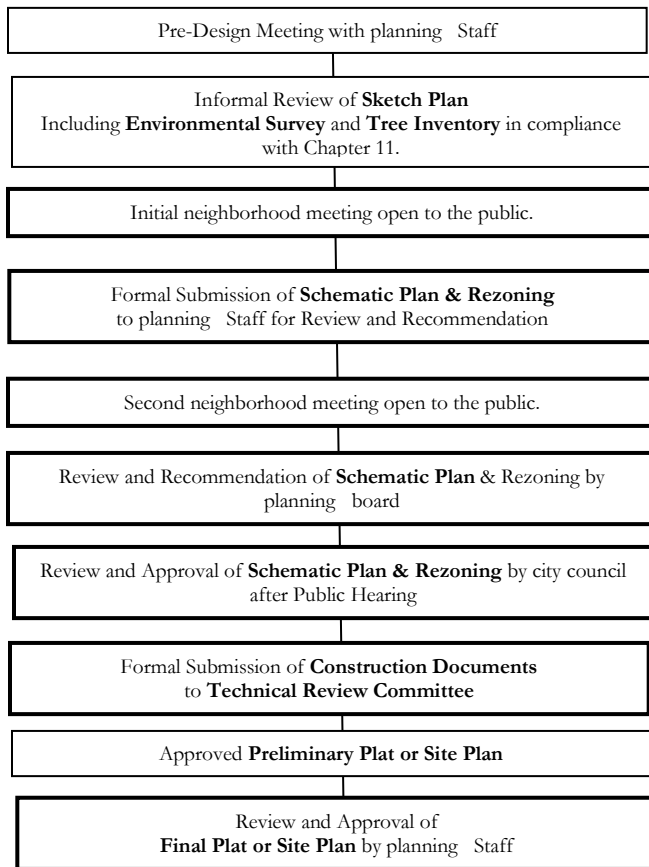 Pre-Design Meeting with planning Staff
Informal Review of Sketch Plan
Including Environmental Survey and Tree Inventory in compliance
with Chapter 11.
Initial neighborhood meeting open to the public.
Formal Submission of Schematic Plan & Rezoning
to planning Staff for Review and Recommendation
Second neighborhood meeting open to the public.
Review and Recommendation of Schematic Plan & Rezoning by
planning board
Review and Approval of Schematic Plan & Rezoning by city council
after Public Hearing
Formal Submission of Construction Documents
to Technical Review Committee
Approved Preliminary Plat or Site Plan
Review and Approval of
Final Plat or Site Plan by planning Staff